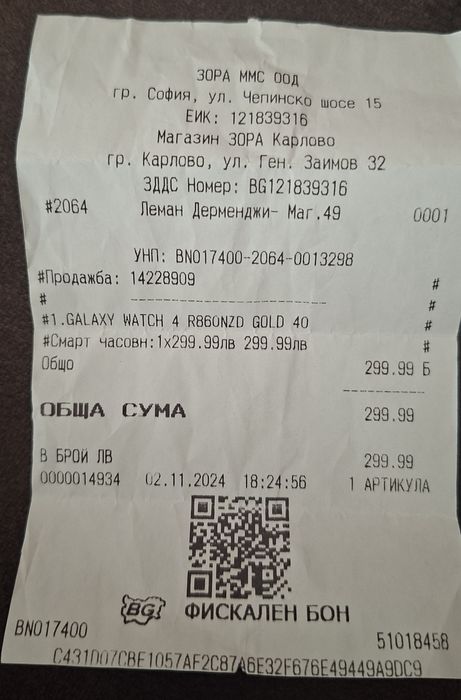 ЗОРА ММС ООД
гр. София, ул. Чепинско шосе 15
ЕИК: 121839316
Магазин ЗОРА Карлово
гр. Карлово, ул. Ген. Заимов 32
ЗДДС Номер: BG121839316
#2064 Леман Дерменджи- Маг.49 0001
УНП: BN017400-2064-0013298
#Продажба: 14228909 #
# ---------------------------- #
#1.GALAXY WATCH 4 R860NZD GOLD 40 #
#Смарт часовн:1x299.99лв 299.99лв #
Общо 299.99 Б
------------
ОБЩА СУМА 299.99
В БРОЙ ЛВ 299.99
0000014934 02.11.2024 18:24:56 1 АРТИКУЛА
BG ФИСКАЛЕН БОН
BN017400 51018458
C431D07CBE1057AF2C87A6E32F676E49449A9DC9